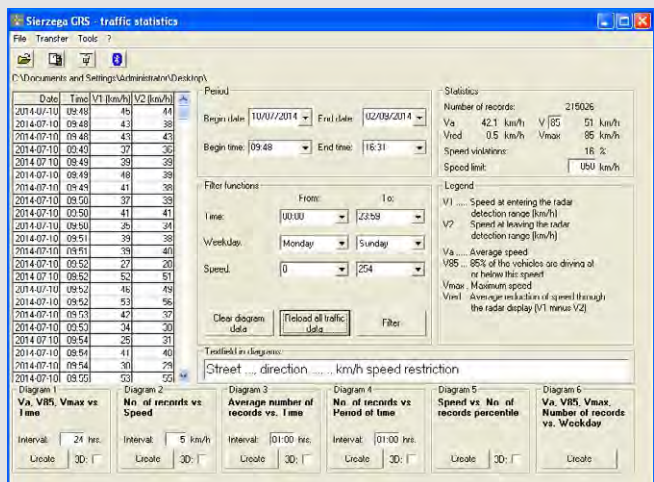 Sierzega GRS - traffic statistics
File Transfer Tools ?
C:\Documents and Settings\Administrator\Desktop\
Date Time V1 [km/h] V2 [km/h]
2014-07-10 09:48 45 44
2014-07-10 09:48 43 38
2014-07-10 09:48 43 43
2014-07-10 09:49 37 36
2014-07-10 09:49 39 39
2014-07-10 09:49 48 39
2014-07-10 09:49 41 38
2014-07-10 09:50 37 39
2014-07-10 09:50 41 41
2014-07-10 09:50 35 34
2014-07-10 09:51 39 38
2014-07-10 09:51 39 40
2014-07-10 09:52 27 20
2014-07-10 09:52 52 51
2014-07-10 09:52 46 49
2014-07-10 09:52 53 56
2014-07-10 09:53 42 37
2014-07-10 09:53 34 30
2014-07-10 09:54 25 31
2014-07-10 09:54 41 40
2014-07-10 09:54 30 29
2014-07-10 09:55 53 55
Period
Begin date: 10/07/2014 End date: 02/09/2014
Begin time: 09:48 End time: 16:31
Filter functions
From: To:
Time: 00:00 23:59
Weekday: Monday Sunday
Speed: 0 254
Clear diagram data
Reload all traffic data
Filter
Statistics
Number of records: 215026
Va 42.1 km/h V 85 51 km/h
Vred 0.5 km/h Vmax 85 km/h
Speed violations: 16 %
Speed limit: 050 km/h
Legend
V1 .... Speed at entering the radar
detection range [km/h]
V2 Speed at leaving the radar
detection range [km/h]
Va ..... Average speed
V85 ... 85% of the vehicles are driving at
or below this speed
Vmax . Maximum speed
Vred Average reduction of speed through
the radar display (V1 minus V2)
Textfield in diagrams:
Street ..., direction ....... km/h speed restriction
Diagram 1
Va, V85, Vmax vs
Time
Interval: 24 hrs.
Create 3D:
Diagram 2
No. of records vs
Speed
Interval: 5 km/h
Create 3D:
Diagram 3
Average number of
records vs. Time
Interval: 01:00 hrs.
Create 3D:
Diagram 4
No. of records vs
Period of time
Interval: 01:00 hrs.
Create 3D:
Diagram 5
Speed vs. No. of
records percentile
Create 3D:
Diagram 6
Va, V85, Vmax,
Number of records
vs. Weekday
Create